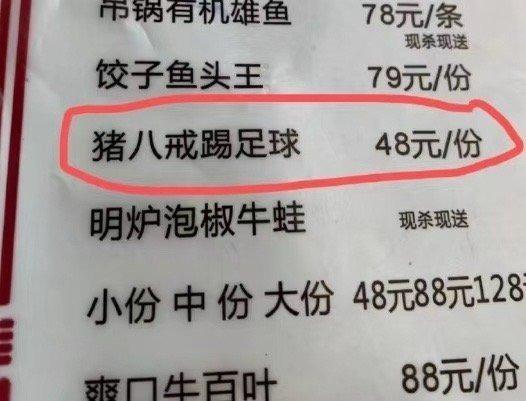 吊锅有机雄鱼 78元/条
现杀现送
饺子鱼头王 79元/份
猪八戒踢足球 48元/份
明炉泡椒牛蛙 现杀现送
小份 中 份 大份 48元88元128
爽口牛百叶 88元/份